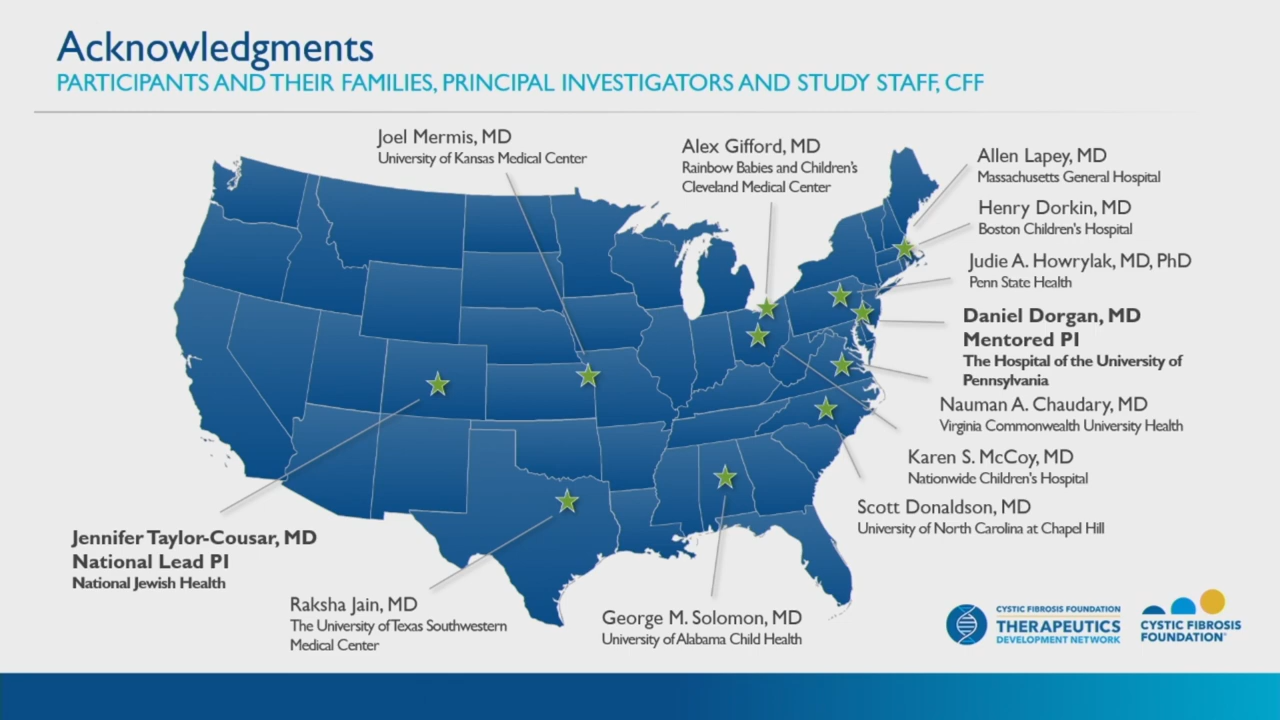 Acknowledgments
PARTICIPANTS AND THEIR FAMILIES, PRINCIPAL INVESTIGATORS AND STUDY STAFF, CFF
Joel Mermis, MD
University of Kansas Medical Center
Alex Gifford, MD
Rainbow Babies and Children's
Cleveland Medical Center
Allen Lapey, MD
Massachusetts General Hospital
Henry Dorkin, MD
Boston Children's Hospital
Judie A. Howrylak, MD, PhD
Penn State Health
Daniel Dorgan, MD
Mentored PI
The Hospital of the University of
Pennsylvania
Nauman A. Chaudary, MD
Virginia Commonwealth University Health
Karen S. McCoy, MD
Nationwide Children's Hospital
Scott Donaldson, MD
University of North Carolina at Chapel Hill
Jennifer Taylor-Cousar, MD
National Lead PI
National Jewish Health
Raksha Jain, MD
The University of Texas Southwestern
Medical Center
George M. Solomon, MD
University of Alabama Child Health
CYSTIC FIBROSIS FOUNDATION
THERAPEUTICS
DEVELOPMENT NETWORK
CYSTIC FIBROSIS
FOUNDATION